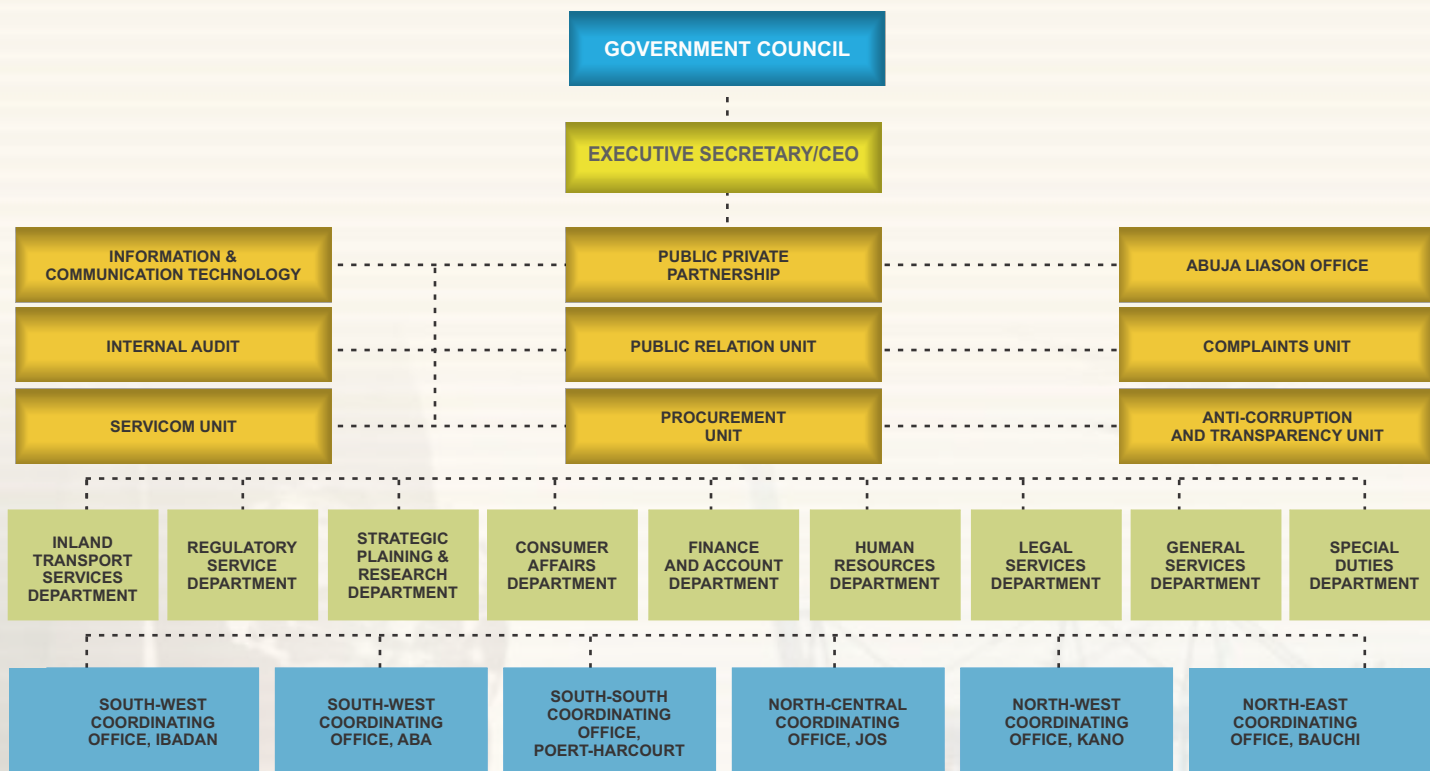 GOVERNMENT COUNCIL
EXECUTIVE SECRETARY/CEO
INFORMATION &
COMMUNICATION TECHNOLOGY
PUBLIC PRIVATE
PARTNERSHIP
ABUJA LIASON OFFICE
INTERNAL AUDIT
PUBLIC RELATION UNIT
COMPLAINTS UNIT
SERVICOM UNIT
PROCUREMENT
UNIT
ANTI-CORRUPTION
AND TRANSPARENCY UNIT
INLAND
TRANSPORT
SERVICES
DEPARTMENT
REGULATORY
SERVICE
DEPARTMENT
STRATEGIC
PLAINING &
RESEARCH
DEPARTMENT
CONSUMER
AFFAIRS
DEPARTMENT
FINANCE
AND ACCOUNT
DEPARTMENT
HUMAN
RESOURCES
DEPARTMENT
LEGAL
SERVICES
DEPARTMENT
GENERAL
SERVICES
DEPARTMENT
SPECIAL
DUTIES
DEPARTMENT
SOUTH-WEST
COORDINATING
OFFICE, IBADAN
SOUTH-WEST
COORDINATING
OFFICE, ABA
SOUTH-SOUTH
COORDINATING
OFFICE,
POERT-HARCOURT
NORTH-CENTRAL
COORDINATING
OFFICE, JOS
NORTH-WEST
COORDINATING
OFFICE, KANO
NORTH-EAST
COORDINATING
OFFICE, BAUCHI